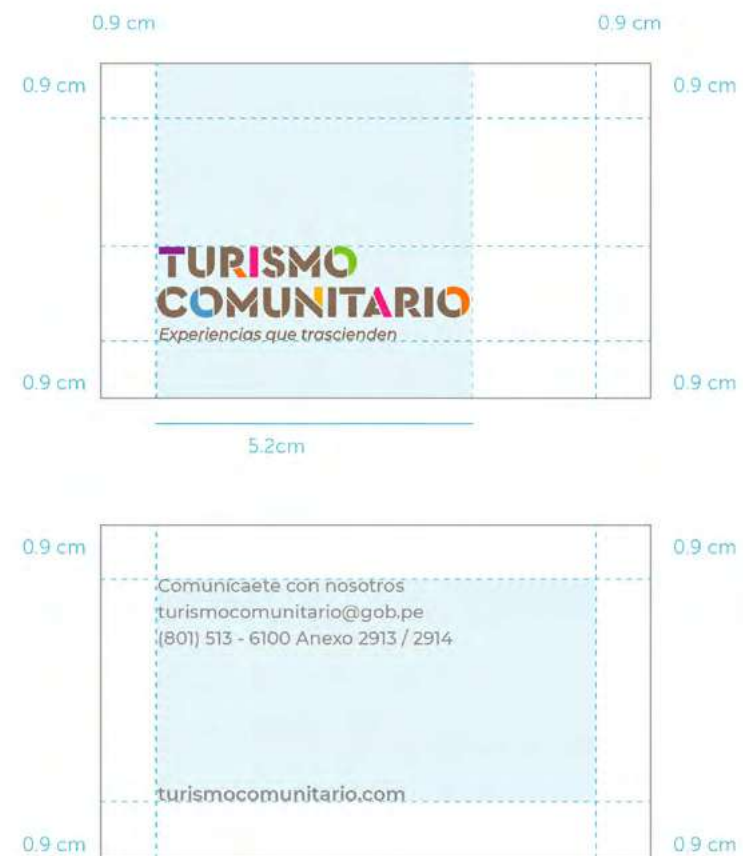 0.9 cm 0.9 cm
0.9 cm 0.9 cm
TURISMO
COMUNITARIO
Experiencias que trascienden
0.9 cm 0.9 cm
5.2cm
0.9 cm 0.9 cm
Comunícaete con nosotros
turismocomunitario@gob.pe
(801) 513 - 6100 Anexo 2913 / 2914
turismocomunitario.com
0.9 cm 0.9 cm